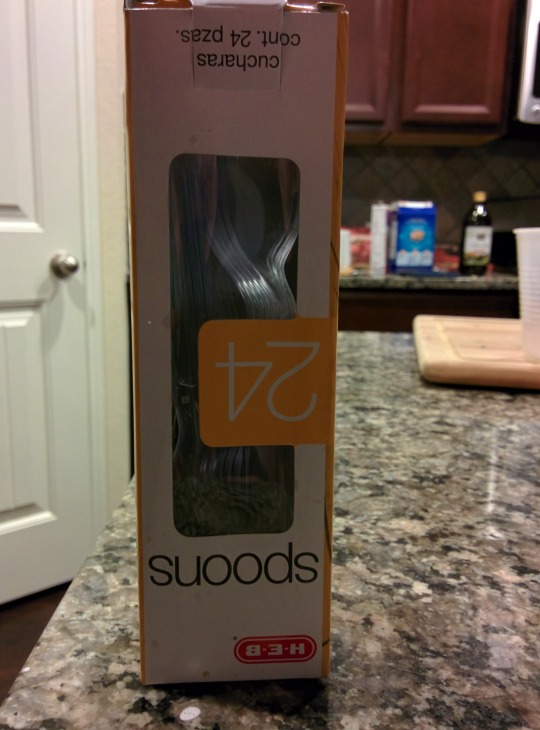 H-E-B
spoons
24
cucharas
cont. 24 pzas.